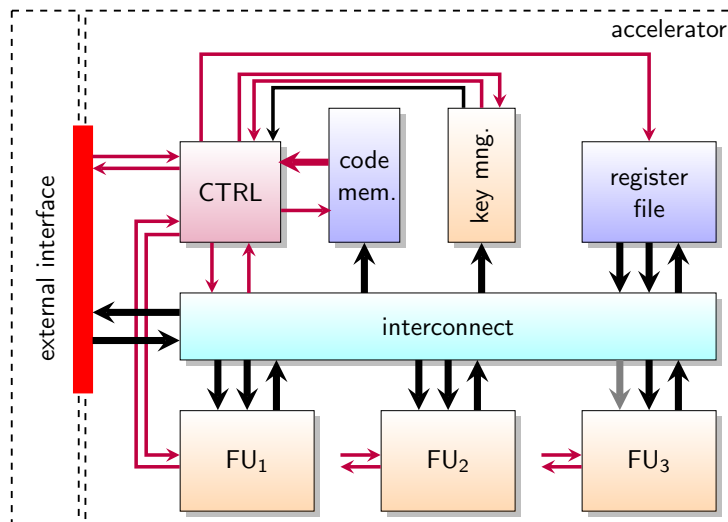 accelerator
external interface
CTRL
code
mem.
key mng.
register
file
interconnect
FU₁
FU₂
FU₃